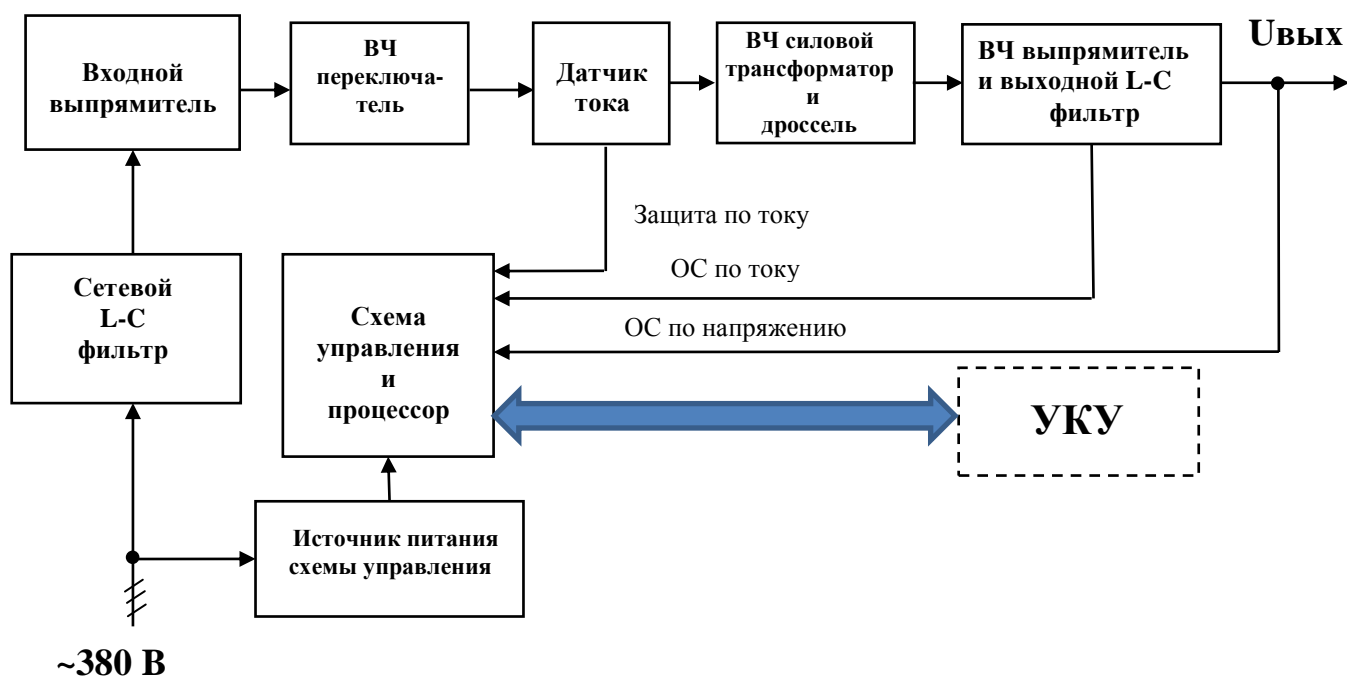 Входной
выпрямитель
ВЧ
переключа-
тель
Датчик
тока
ВЧ силовой
трансформатор
и
дроссель
ВЧ выпрямитель
и выходной L-C
фильтр
Uвых
Защита по току
ОС по току
ОС по напряжению
Сетевой
L-C
фильтр
Схема
управления
и
процессор
УКУ
Источник питания
схемы управления
~380 В